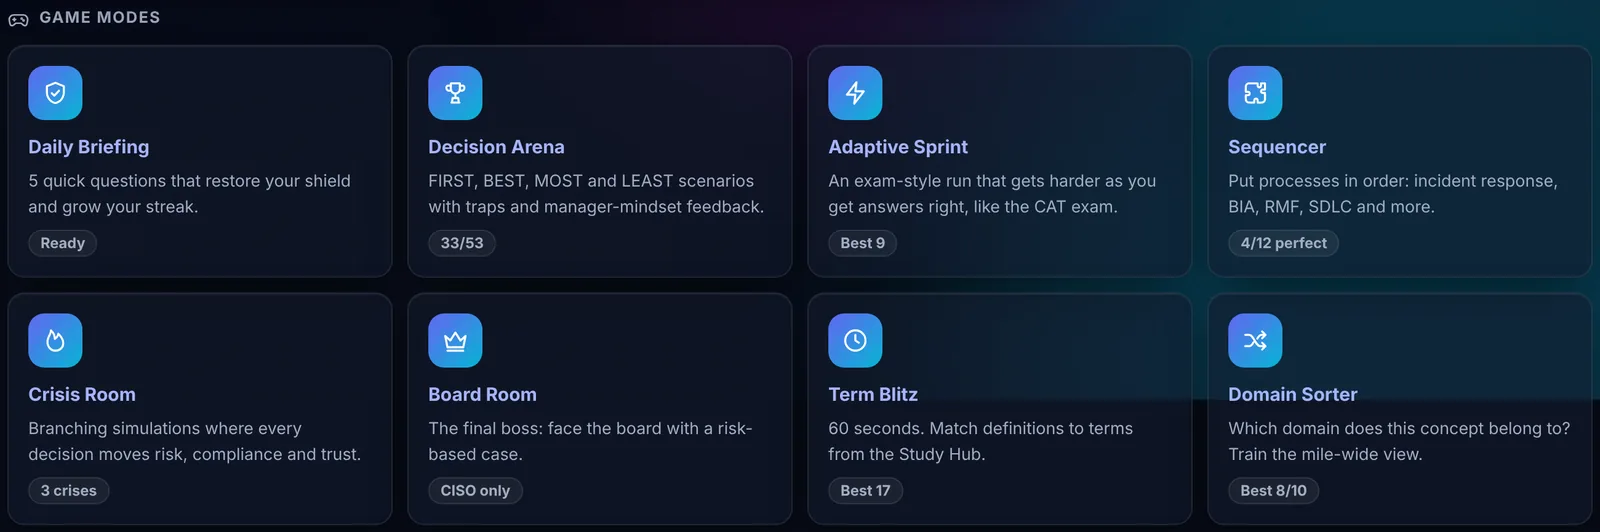 GAME MODES
Daily Briefing
5 quick questions that restore your shield
and grow your streak.
Ready
Decision Arena
FIRST, BEST, MOST and LEAST scenarios
with traps and manager-mindset feedback.
33/53
Adaptive Sprint
An exam-style run that gets harder as you
get answers right, like the CAT exam.
Best 9
Sequencer
Put processes in order: incident response,
BIA, RMF, SDLC and more.
4/12 perfect
Crisis Room
Branching simulations where every
decision moves risk, compliance and trust.
3 crises
Board Room
The final boss: face the board with a risk-
based case.
CISO only
Term Blitz
60 seconds. Match definitions to terms
from the Study Hub.
Best 17
Domain Sorter
Which domain does this concept belong to?
Train the mile-wide view.
Best 8/10